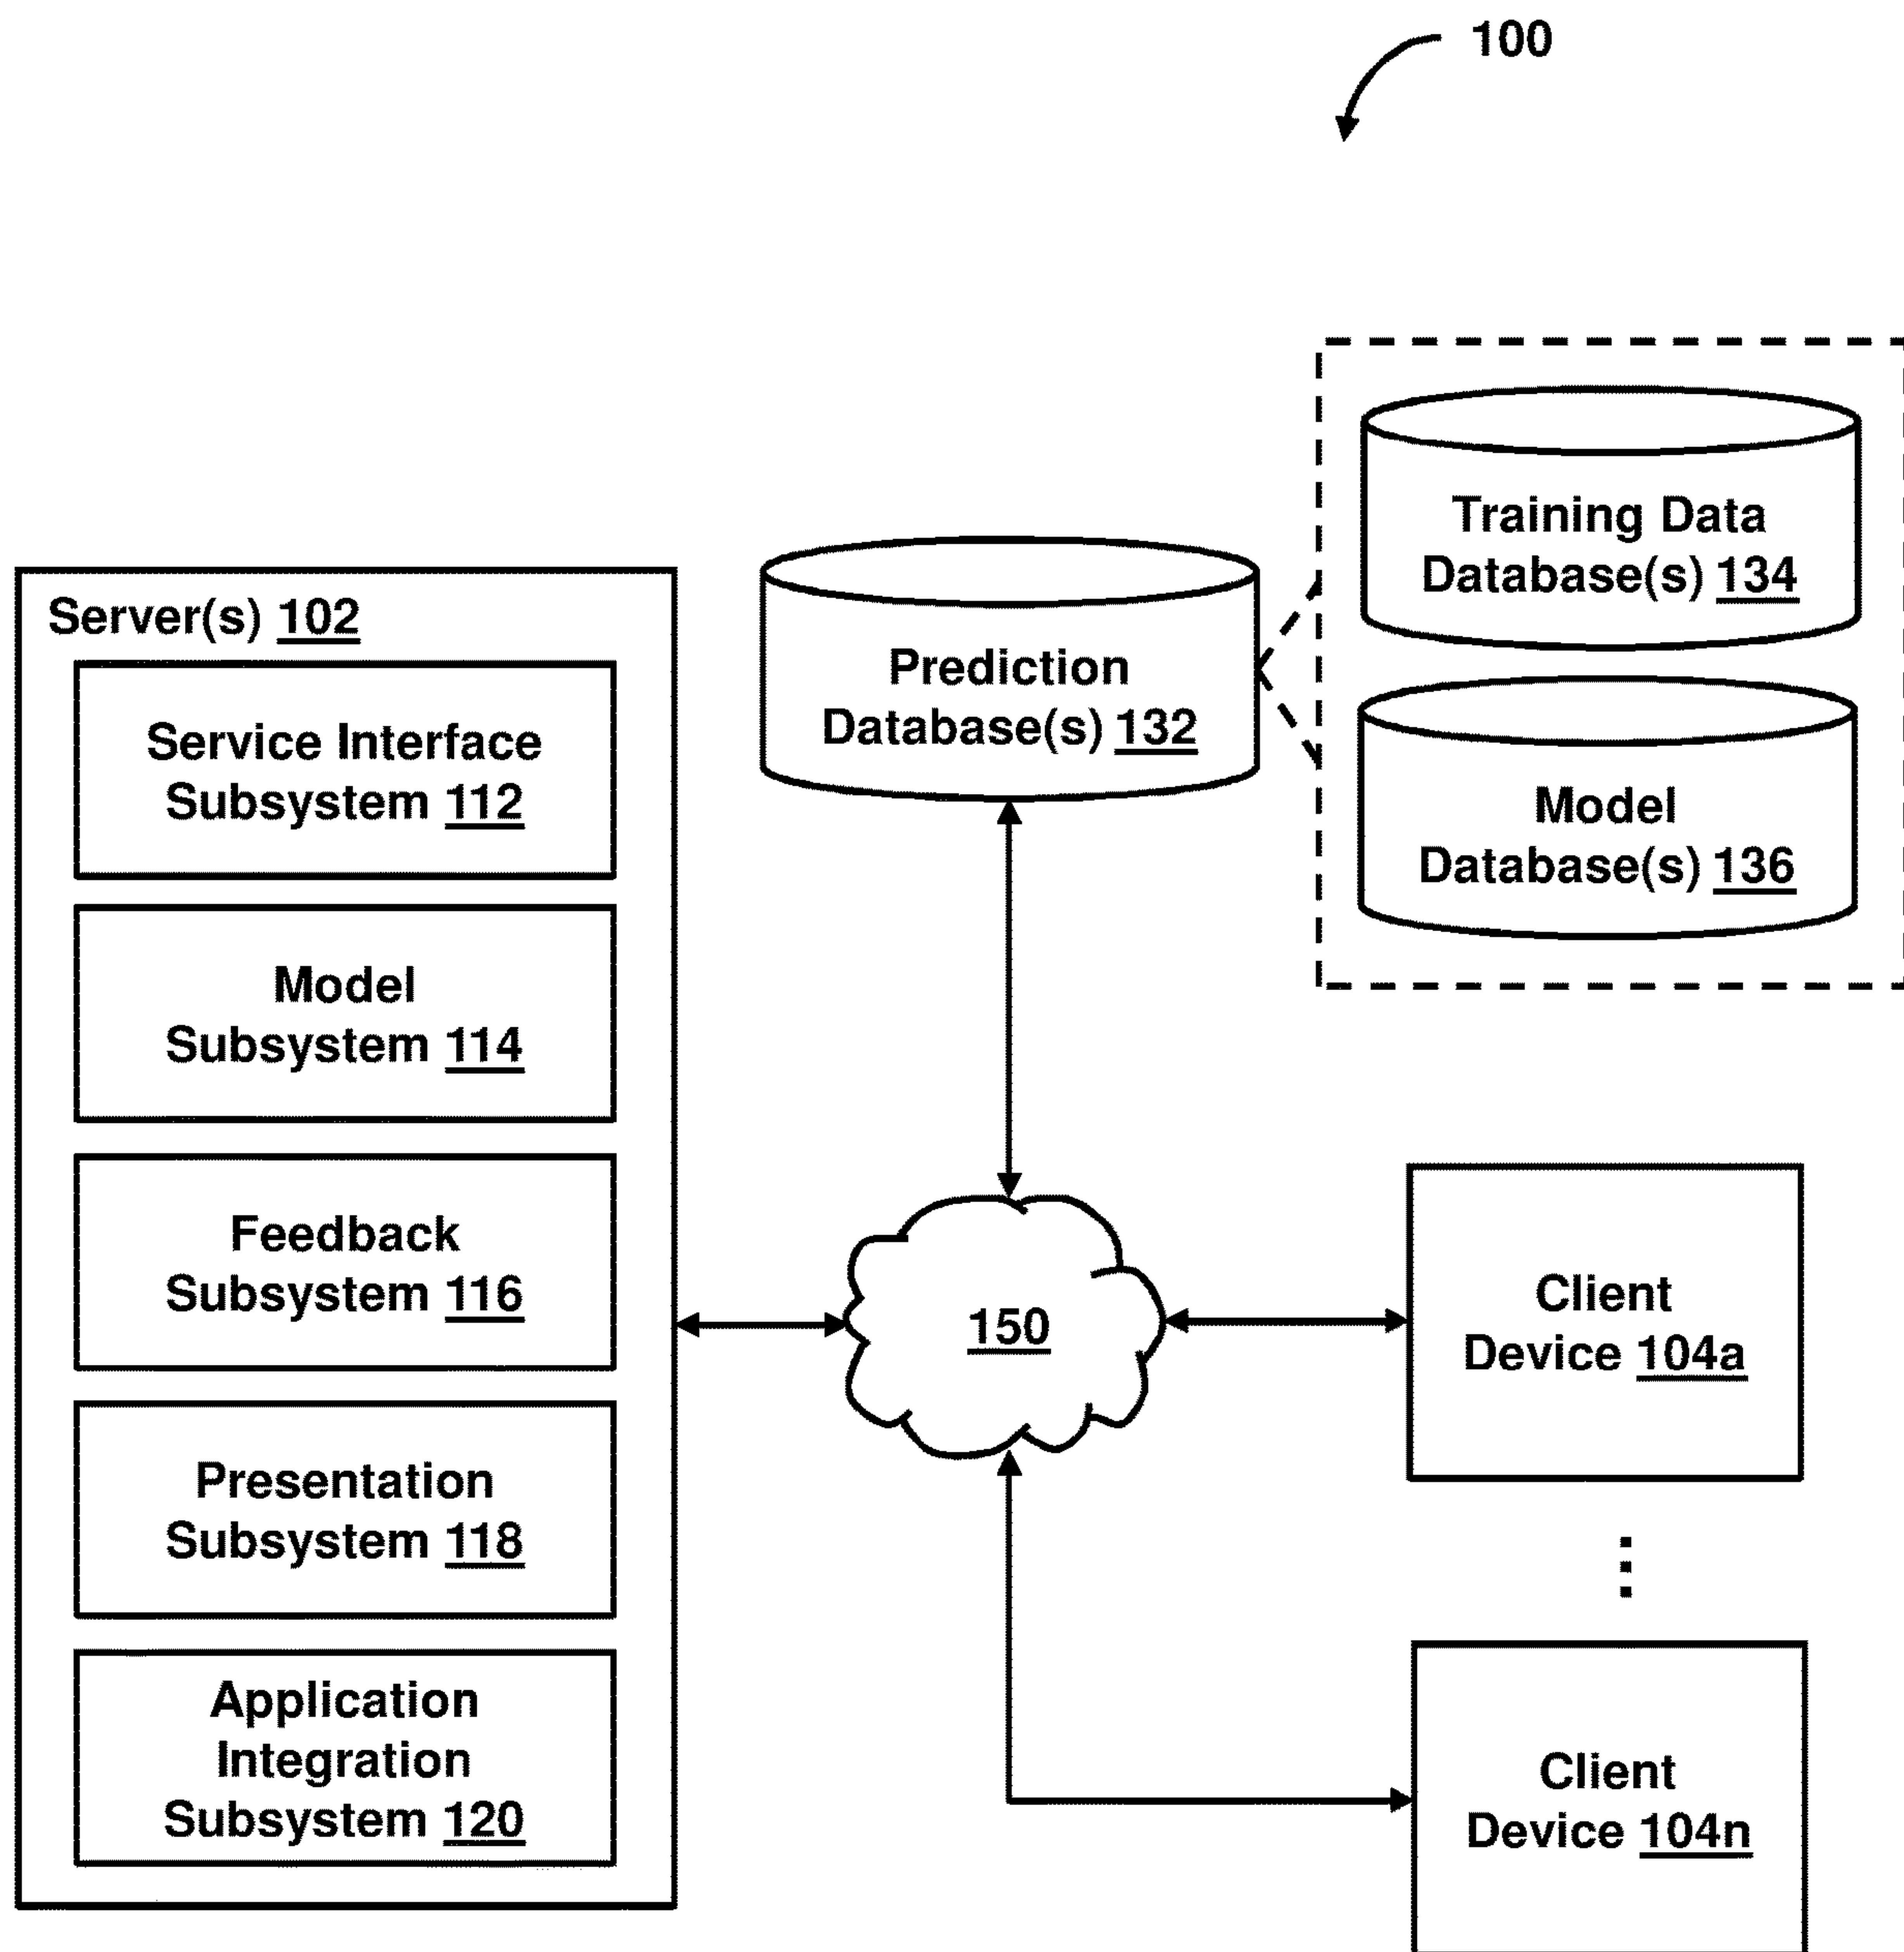 100
Server(s) 102
Service Interface
Subsystem 112
Model
Subsystem 114
Feedback
Subsystem 116
Presentation
Subsystem 118
Application
Integration
Subsystem 120
Prediction
Database(s) 132
Training Data
Database(s) 134
Model
Database(s) 136
150
Client
Device 104a
Client
Device 104n